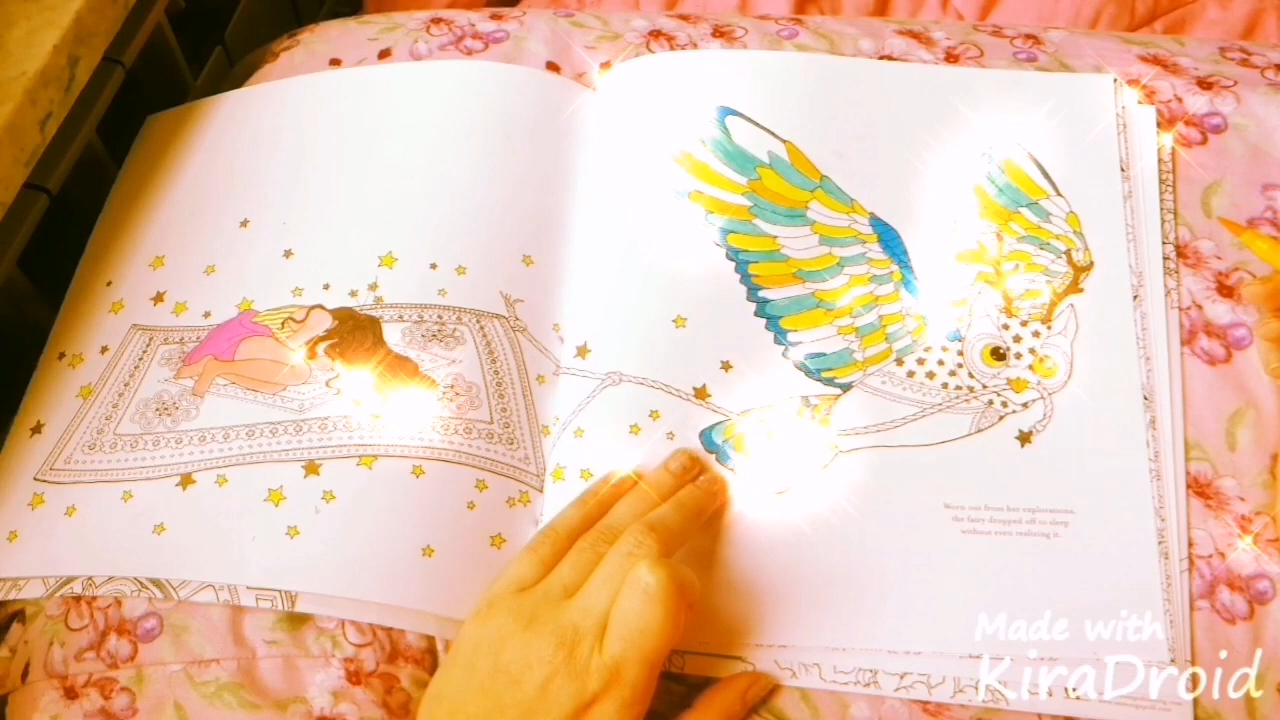 Worn out from her explorations,
the fairy dropped off to sleep
without even realizing it.
Made with
KiraDroid